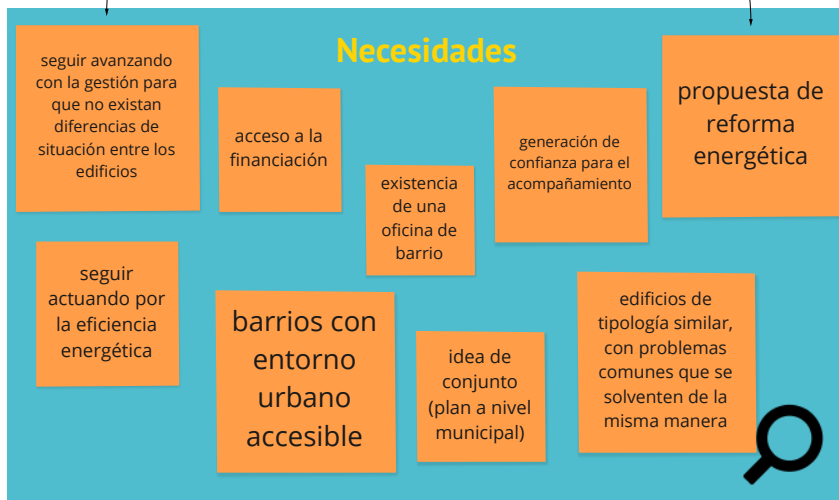 Necesidades
seguir avanzando
con la gestión para
que no existan
diferencias de
situación entre los
edificios
acceso a la
financiación
existencia
de una
oficina de
barrio
generación de
confianza para el
acompañamiento
propuesta de
reforma
energética
seguir
actuando por
la eficiencia
energética
barrios con
entorno
urbano
accesible
idea de
conjunto
(plan a nivel
municipal)
edificios de
tipología similar,
con problemas
comunes que se
solventen de la
misma manera